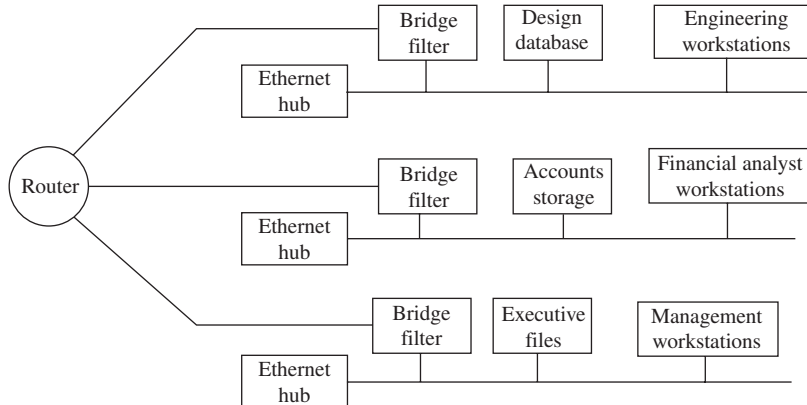 Bridge
filter
Design
database
Engineering
workstations
Ethernet
hub
Router
Bridge
filter
Accounts
storage
Financial analyst
workstations
Ethernet
hub
Bridge
filter
Executive
files
Management
workstations
Ethernet
hub